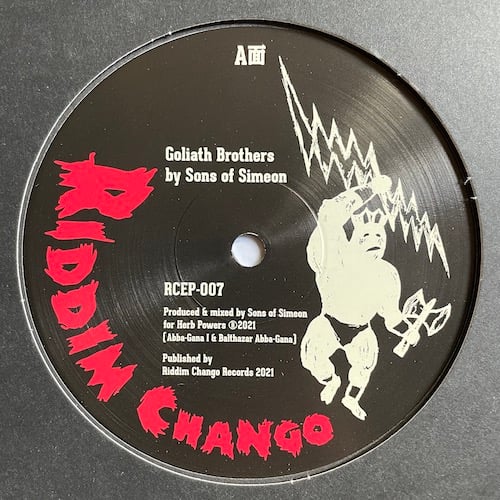 A面
Goliath Brothers
by Sons of Simeon
RCEP-007
Produced & mixed by Sons of Simeon
for Herb Powers ℗2021
[Abba-Gana I & Balthazar Abba-Gana]
Published by
Riddim Chango Records 2021
RIDDIM CHANGO